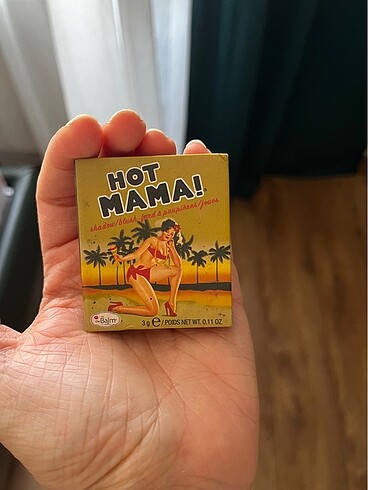 HOT
MAMA!
shadow/blush-fard à paupières/joues
theBalm
3 g e/POIDS NET WT. 0.11 OZ